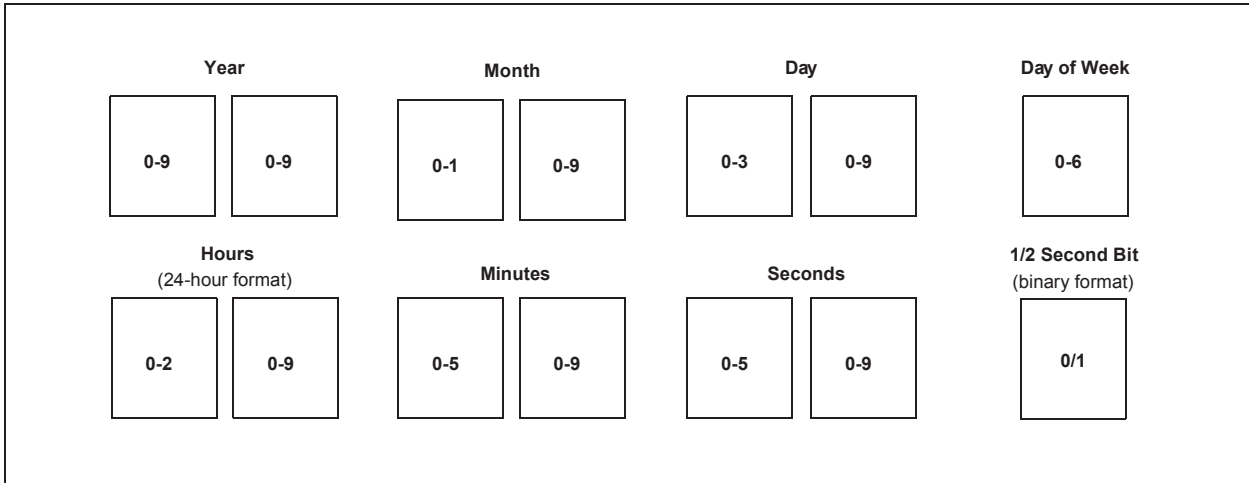 Year Month Day Day of Week
0-9 0-9 0-1 0-9 0-3 0-9 0-6
Hours 1/2 Second Bit
(24-hour format) Minutes Seconds (binary format)
0-2 0-9 0-5 0-9 0-5 0-9 0/1